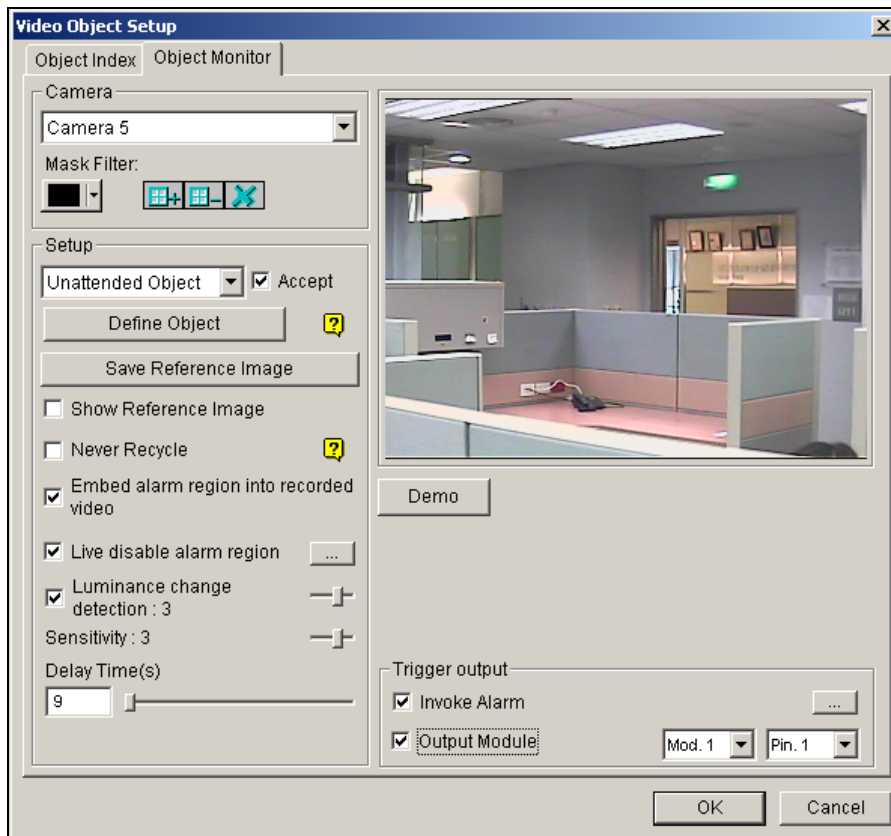 Video Object Setup
Object Index
Object Monitor
Camera
Camera 5
Mask Filter:
Setup
Unattended Object
Accept
Define Object
?
Save Reference Image
Show Reference Image
Never Recycle
?
Embed alarm region into recorded
video
Live disable alarm region
...
Luminance change
detection : 3
Sensitivity : 3
Delay Time(s)
9
Demo
Trigger output
Invoke Alarm
...
Output Module
Mod. 1
Pin. 1
OK
Cancel